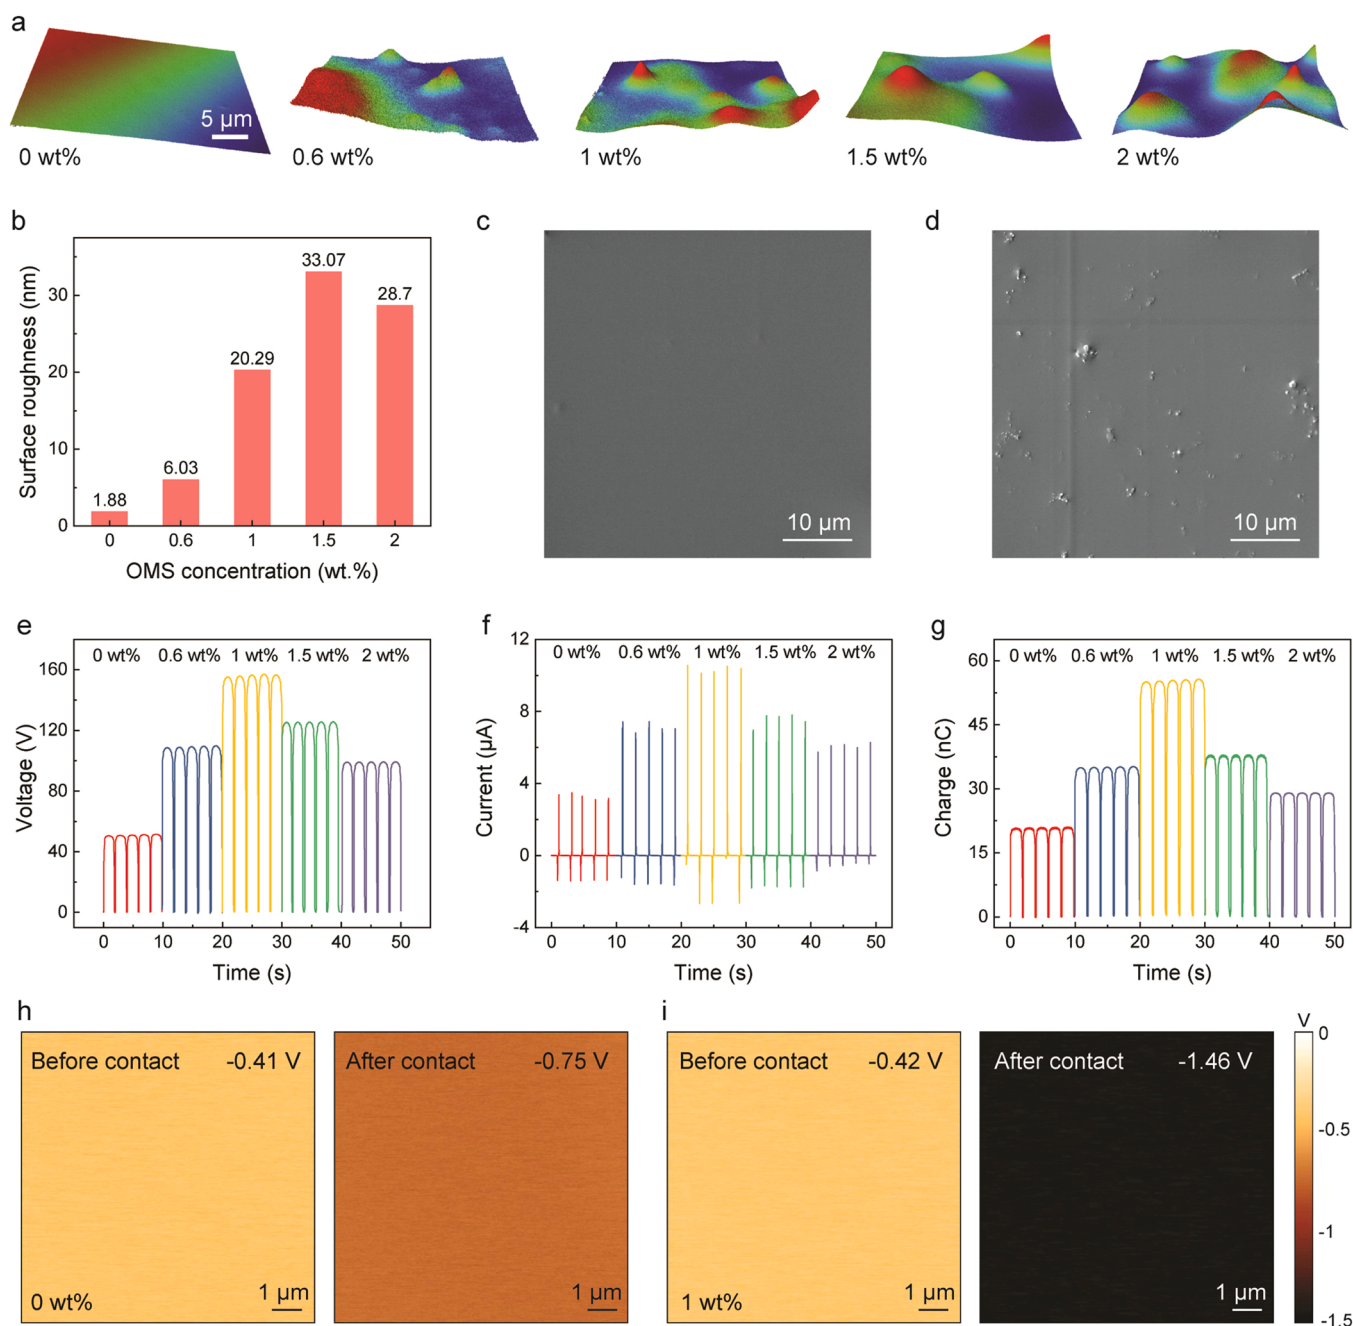 a
5 μm
0 wt%
0.6 wt%
1 wt%
1.5 wt%
2 wt%
b
Surface roughness (nm)
30
20
10
0
1.88
6.03
20.29
33.07
28.7
0
0.6
1
1.5
2
OMS concentration (wt.%)
c
10 μm
d
10 μm
e
Voltage (V)
160
120
80
40
0
0 wt% 0.6 wt% 1 wt% 1.5 wt% 2 wt%
0 10 20 30 40 50
Time (s)
f
Current (μA)
12
8
4
0
-4
0 wt% 0.6 wt% 1 wt% 1.5 wt% 2 wt%
0 10 20 30 40 50
Time (s)
g
Charge (nC)
60
45
30
15
0
0 wt% 0.6 wt% 1 wt% 1.5 wt% 2 wt%
0 10 20 30 40 50
Time (s)
h
Before contact -0.41 V
0 wt%
1 μm
After contact -0.75 V
1 μm
i
Before contact -0.42 V
1 wt%
1 μm
After contact -1.46 V
1 μm
V
0
-0.5
-1
-1.5